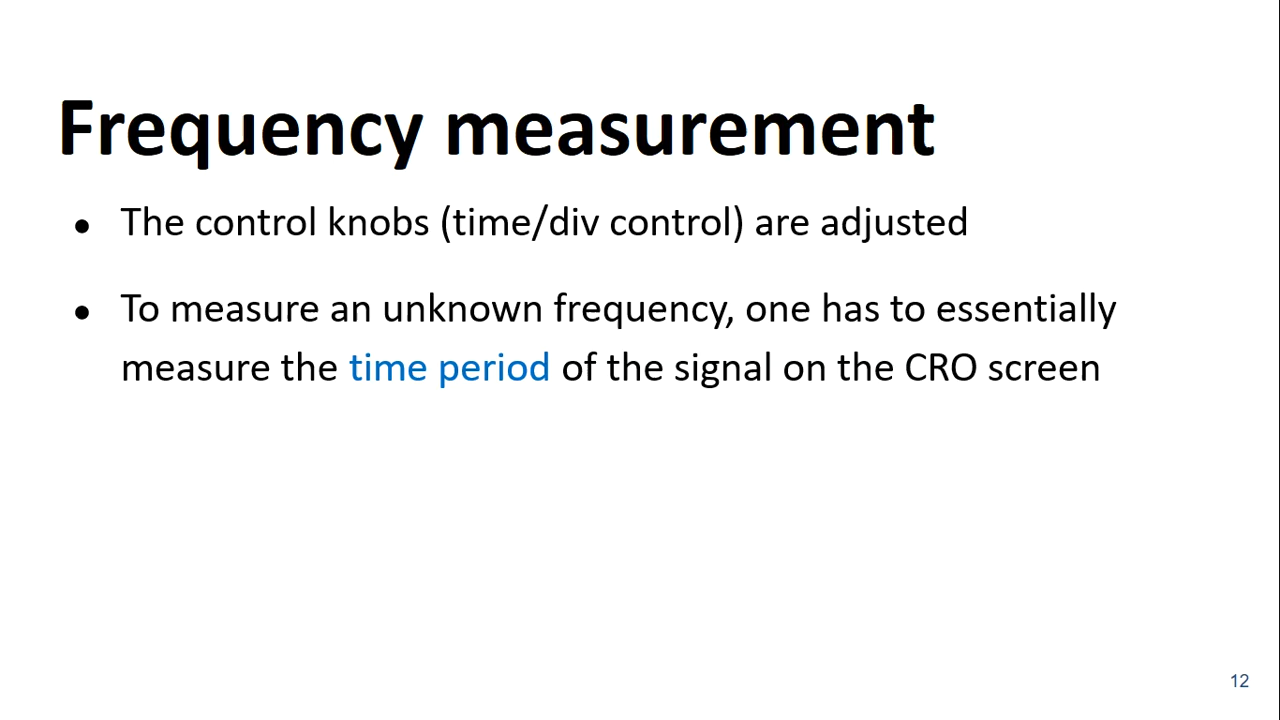 Frequency measurement
● The control knobs (time/div control) are adjusted
● To measure an unknown frequency, one has to essentially
measure the time period of the signal on the CRO screen
12